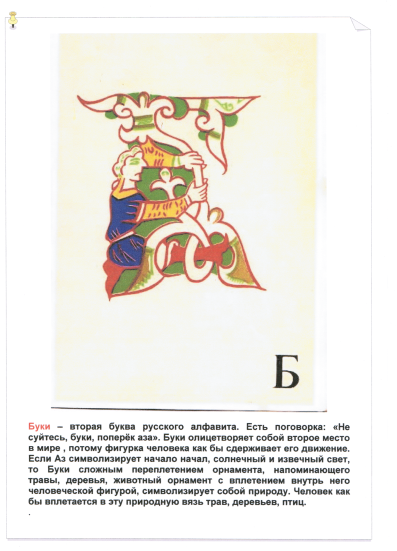 Б
Буки – вторая буква русского алфавита. Есть поговорка: «Не
суйтесь, буки, поперёк аза». Буки олицетворяет собой второе место
в мире , потому фигурка человека как бы сдерживает его движение.
Если Аз символизирует начало начал, солнечный и извечный свет,
то Буки сложным переплетением орнамента, напоминающего
травы, деревья, животный орнамент с вплетением внутрь него
человеческой фигурой, символизирует собой природу. Человек как
бы вплетается в эту природную вязь трав, деревьев, птиц.
.